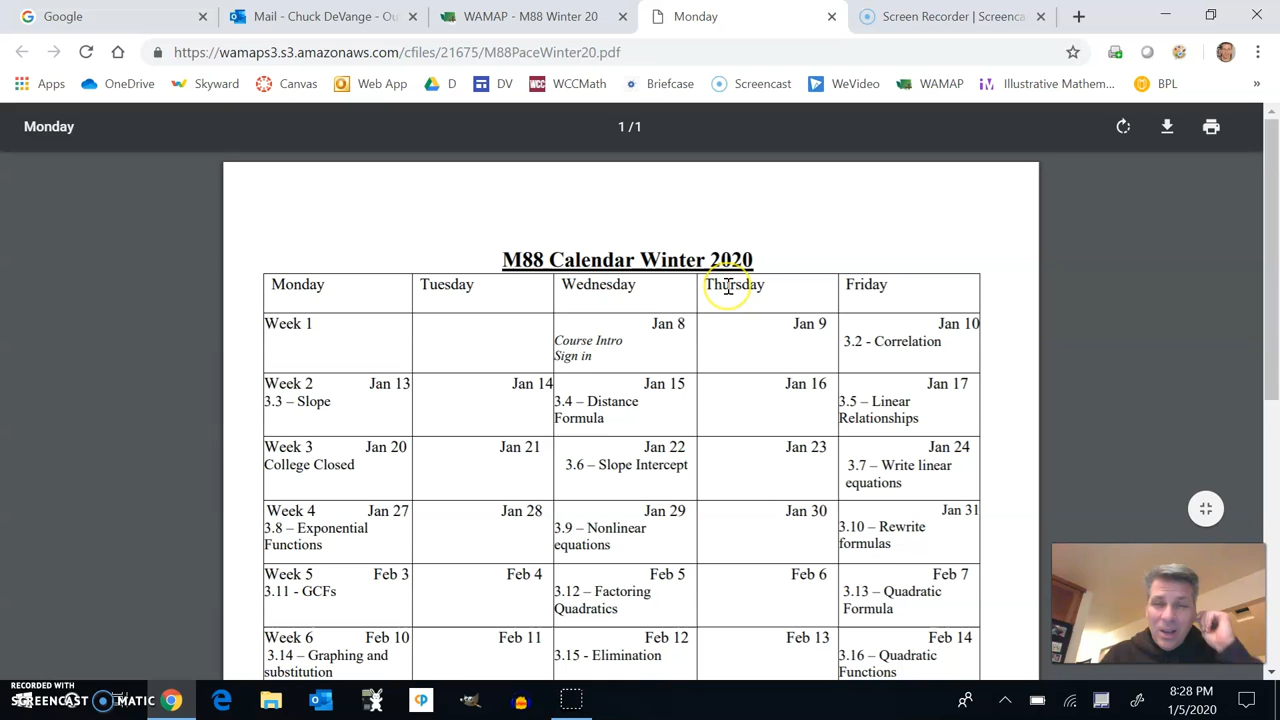 Google
Mail - Chuck DeVange - Ou
WAMAP - M88 Winter 20
Monday
Screen Recorder | Screenca
https://wamaps3.s3.amazonaws.com/cfiles/21675/M88PaceWinter20.pdf
Apps
OneDrive
Skyward
Canvas
Web App
D
DV
WCCMath
Briefcase
Screencast
WeVideo
WAMAP
Illustrative Mathem...
BPL
»
Monday
1 / 1
M88 Calendar Winter 2020
Monday Tuesday Wednesday Thursday Friday
Week 1 Jan 8 Jan 9 Jan 10
Course Intro 3.2 - Correlation
Sign in
Week 2 Jan 13 Jan 14 Jan 15 Jan 16 Jan 17
3.3 – Slope 3.4 – Distance 3.5 – Linear
Formula Relationships
Week 3 Jan 20 Jan 21 Jan 22 Jan 23 Jan 24
College Closed 3.6 – Slope Intercept 3.7 – Write linear
equations
Week 4 Jan 27 Jan 28 Jan 29 Jan 30 Jan 31
3.8 – Exponential 3.9 – Nonlinear 3.10 – Rewrite
Functions equations formulas
Week 5 Feb 3 Feb 4 Feb 5 Feb 6 Feb 7
3.11 - GCFs 3.12 – Factoring 3.13 – Quadratic
Quadratics Formula
Week 6 Feb 10 Feb 11 Feb 12 Feb 13 Feb 14
3.14 – Graphing and 3.15 - Elimination 3.16 – Quadratic
substitution Functions
RECORDED WITH
SCREENCAST MATIC
8:28 PM
1/5/2020